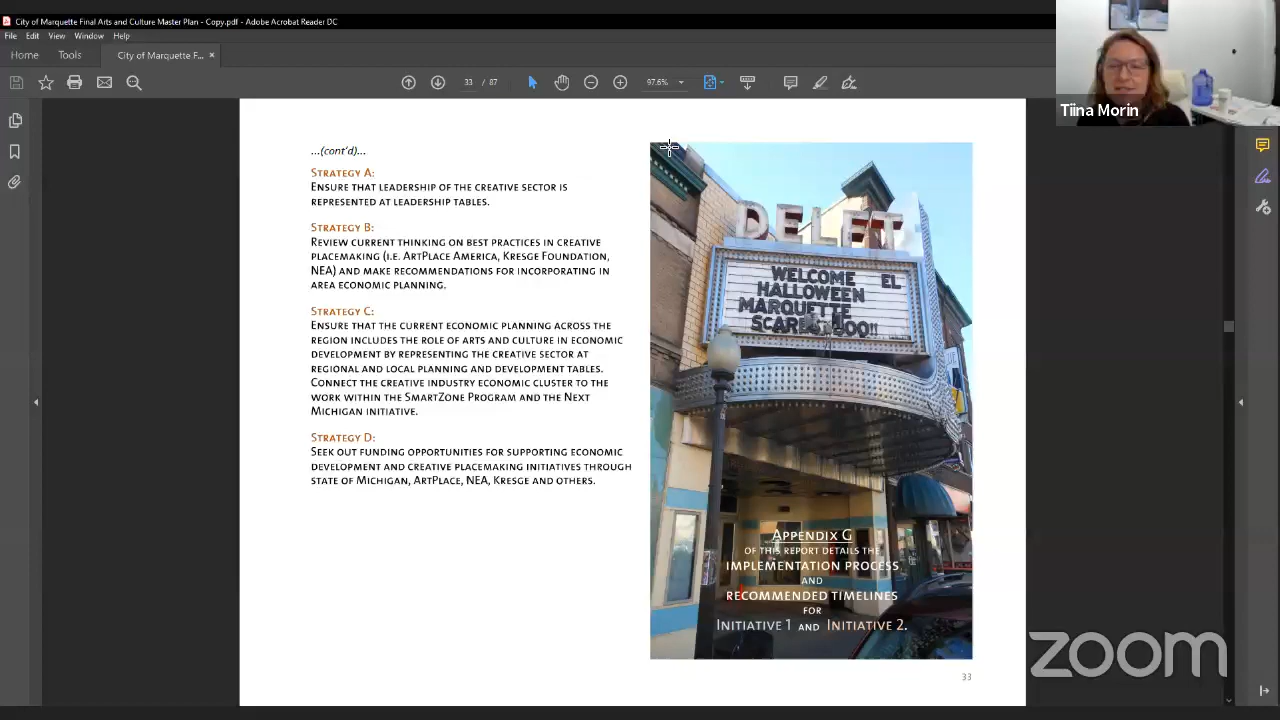 City of Marquette Final Arts and Culture Master Plan - Copy.pdf - Adobe Acrobat Reader DC
File Edit View Window Help
Home Tools City of Marquette F... ×
33 / 87 97.6%
Tiina Morin
...(cont'd)...
Strategy A:
Ensure that leadership of the creative sector is
represented at leadership tables.
Strategy B:
Review current thinking on best practices in creative
placemaking (i.e. ArtPlace America, Kresge Foundation,
NEA) and make recommendations for incorporating in
area economic planning.
Strategy C:
Ensure that the current economic planning across the
region includes the role of arts and culture in economic
development by representing the creative sector at
regional and local planning and development tables.
Connect the creative industry economic cluster to the
work within the SmartZone Program and the Next
Michigan initiative.
Strategy D:
Seek out funding opportunities for supporting economic
development and creative placemaking initiatives through
state of Michigan, ArtPlace, NEA, Kresge and others.
DELFT
WELCOME EL
HALLOWEEN
MARQUETTE
Appendix G
of this report details the
implementation process
and
recommended timelines
for
Initiative 1 and Initiative 2.
33
zoom